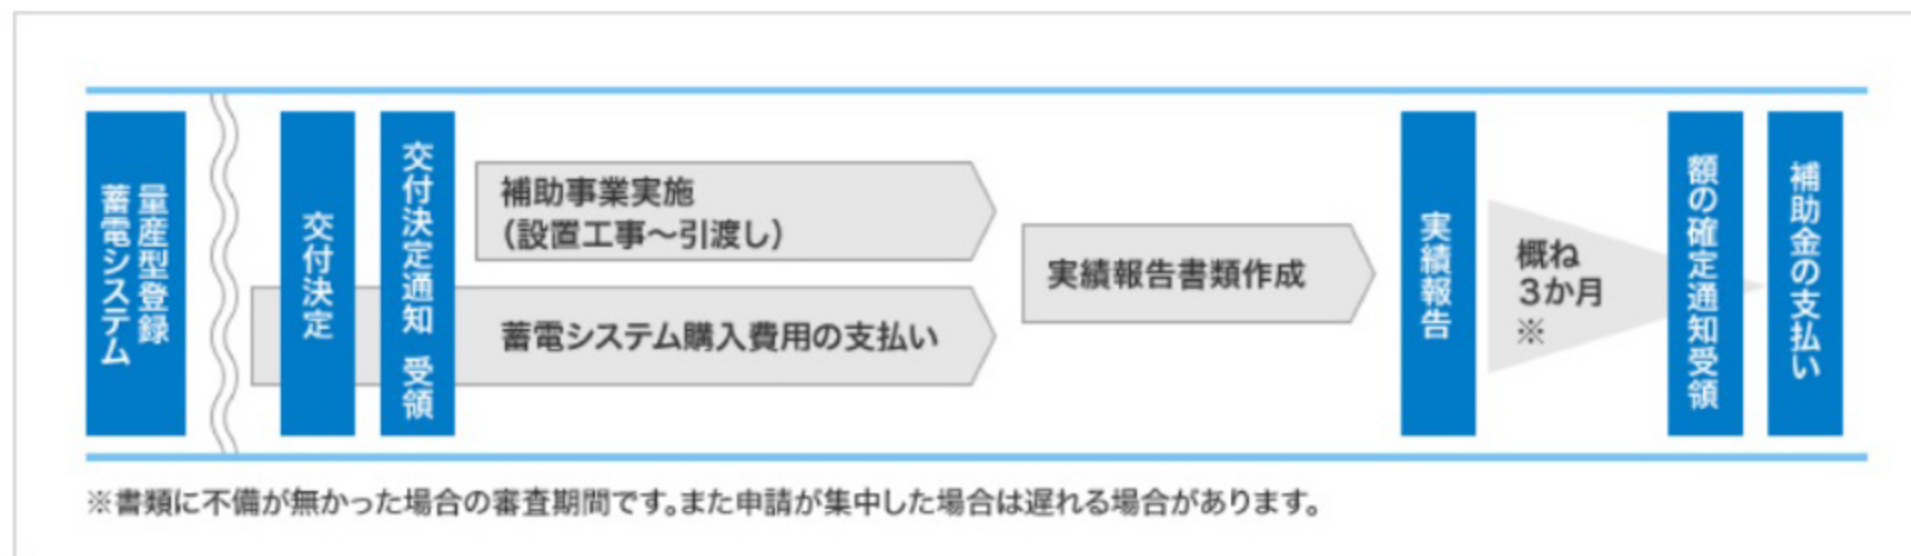 量産型登録
蓄電システム
交付決定
交付決定通知 受領
補助事業実施
（設置工事～引渡し）
蓄電システム購入費用の支払い
実績報告書類作成
実績報告
概ね
3か月
※
額の確定通知受領
補助金の支払い
※書類に不備が無かった場合の審査期間です。また申請が集中した場合は遅れる場合があります。